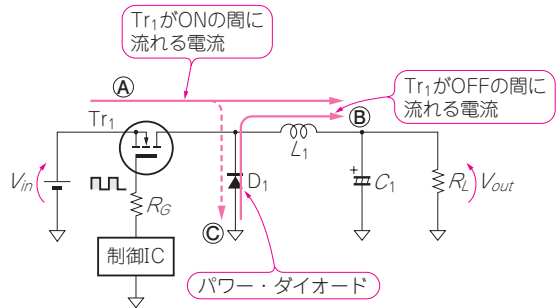 Tr1がONの間に
流れる電流
Ⓐ
Tr1がOFFの間に
流れる電流
Ⓑ
Tr1
L1
Vin
D1
C1
RL
Vout
RG
Ⓒ
制御IC
パワー・ダイオード